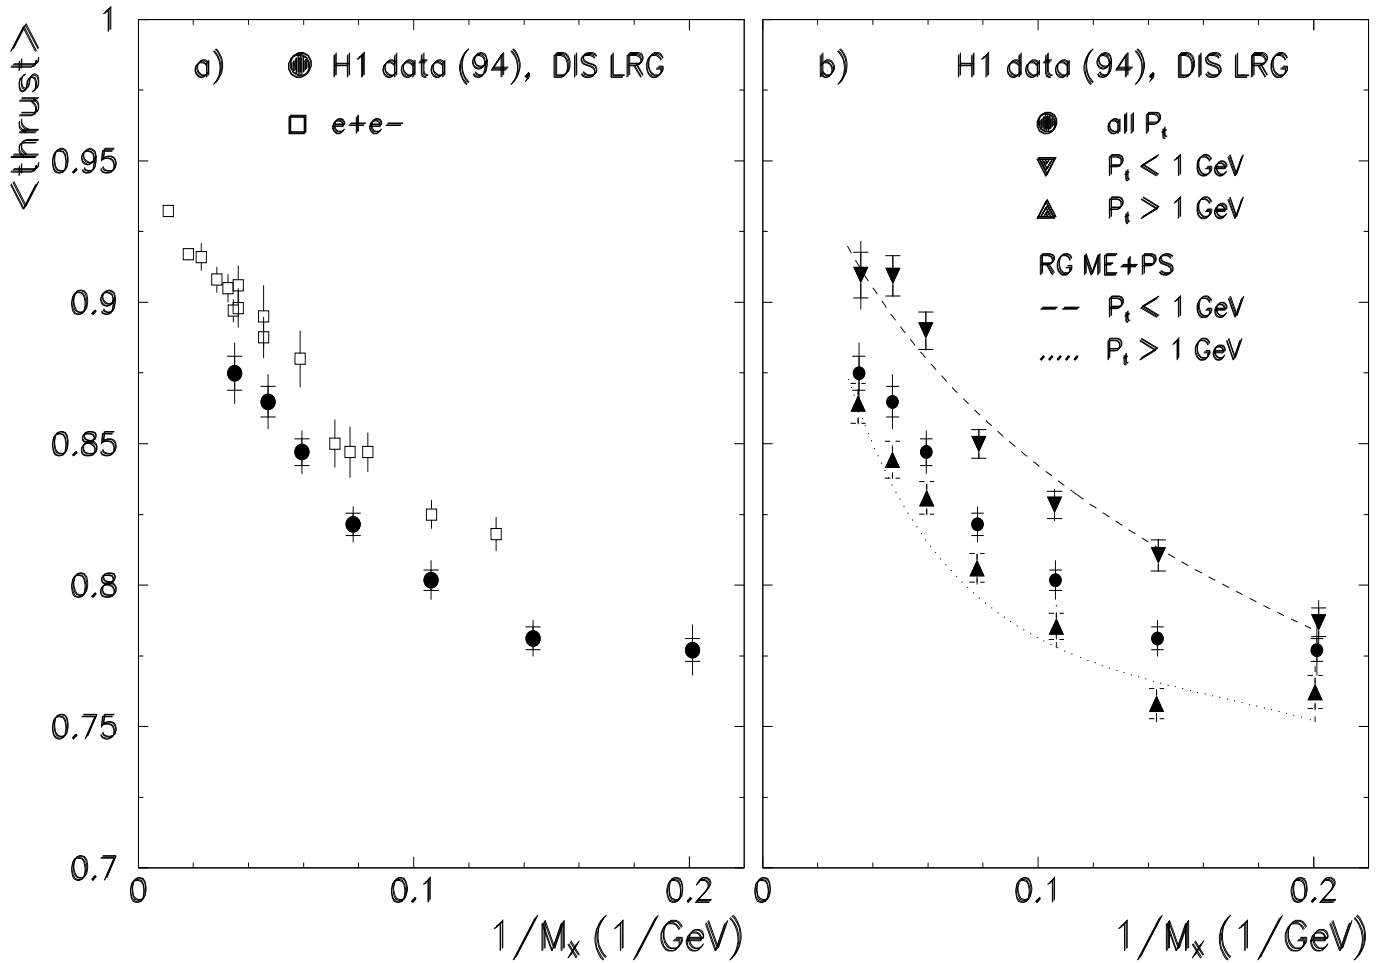 <thrust>
1
0.95
0.9
0.85
0.8
0.75
0.7
a)
H1 data (94), DIS LRG
e+e-
0
0.1
0.2
1/Mₓ (1/GeV)
b)
H1 data (94), DIS LRG
all Pₜ
Pₜ < 1 GeV
Pₜ > 1 GeV
RG ME+PS
Pₜ < 1 GeV
Pₜ > 1 GeV
0
0.1
0.2
1/Mₓ (1/GeV)